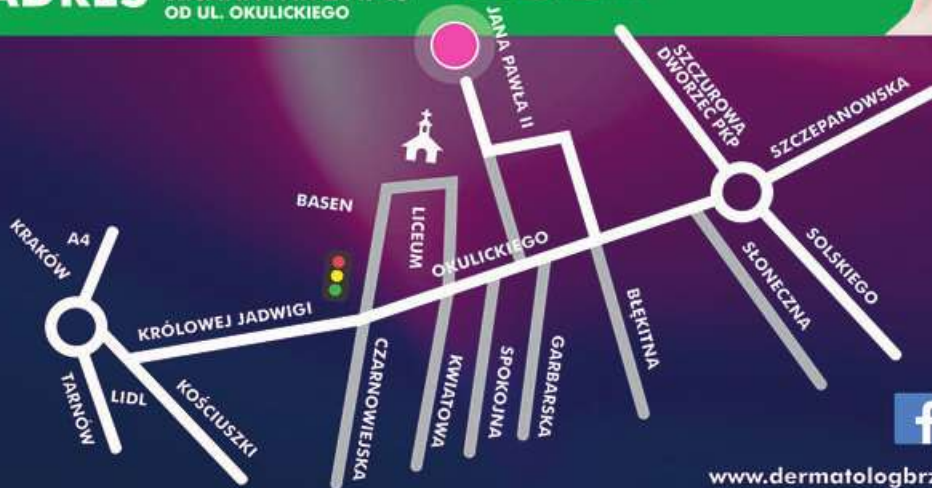 ADRES
OD UL. OKULICKIEGO
JANA PAWŁA II
SZCZUROWA
DWORZEC PKP
SZCZEPANOWSKA
BASEN
LICEUM
KRAKÓW
A4
OKULICKIEGO
SŁONECZNA
SOLSKIEGO
KRÓLOWEJ JADWIGI
BŁĘKITNA
TARNÓW
LIDL
KOŚCIUSZKI
CZARNOWIEJSKA
KWIATOWA
SPOKOJNA
GARBARSKA
f
www.dermatologbrz